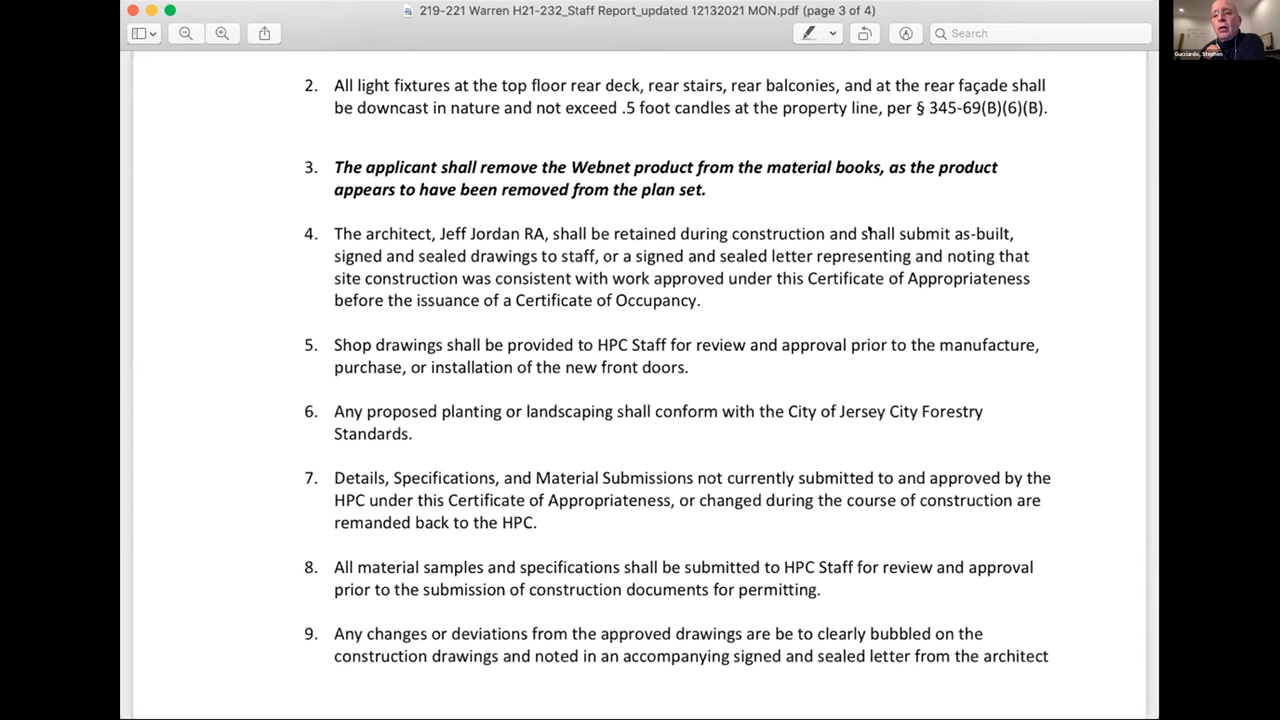 219-221 Warren H21-232_Staff Report_updated 12132021 MON.pdf (page 3 of 4)
Search
Gucciardo, Stephen
2. All light fixtures at the top floor rear deck, rear stairs, rear balconies, and at the rear façade shall
be downcast in nature and not exceed .5 foot candles at the property line, per § 345-69(B)(6)(B).
3. The applicant shall remove the Webnet product from the material books, as the product
appears to have been removed from the plan set.
4. The architect, Jeff Jordan RA, shall be retained during construction and shall submit as-built,
signed and sealed drawings to staff, or a signed and sealed letter representing and noting that
site construction was consistent with work approved under this Certificate of Appropriateness
before the issuance of a Certificate of Occupancy.
5. Shop drawings shall be provided to HPC Staff for review and approval prior to the manufacture,
purchase, or installation of the new front doors.
6. Any proposed planting or landscaping shall conform with the City of Jersey City Forestry
Standards.
7. Details, Specifications, and Material Submissions not currently submitted to and approved by the
HPC under this Certificate of Appropriateness, or changed during the course of construction are
remanded back to the HPC.
8. All material samples and specifications shall be submitted to HPC Staff for review and approval
prior to the submission of construction documents for permitting.
9. Any changes or deviations from the approved drawings are be to clearly bubbled on the
construction drawings and noted in an accompanying signed and sealed letter from the architect